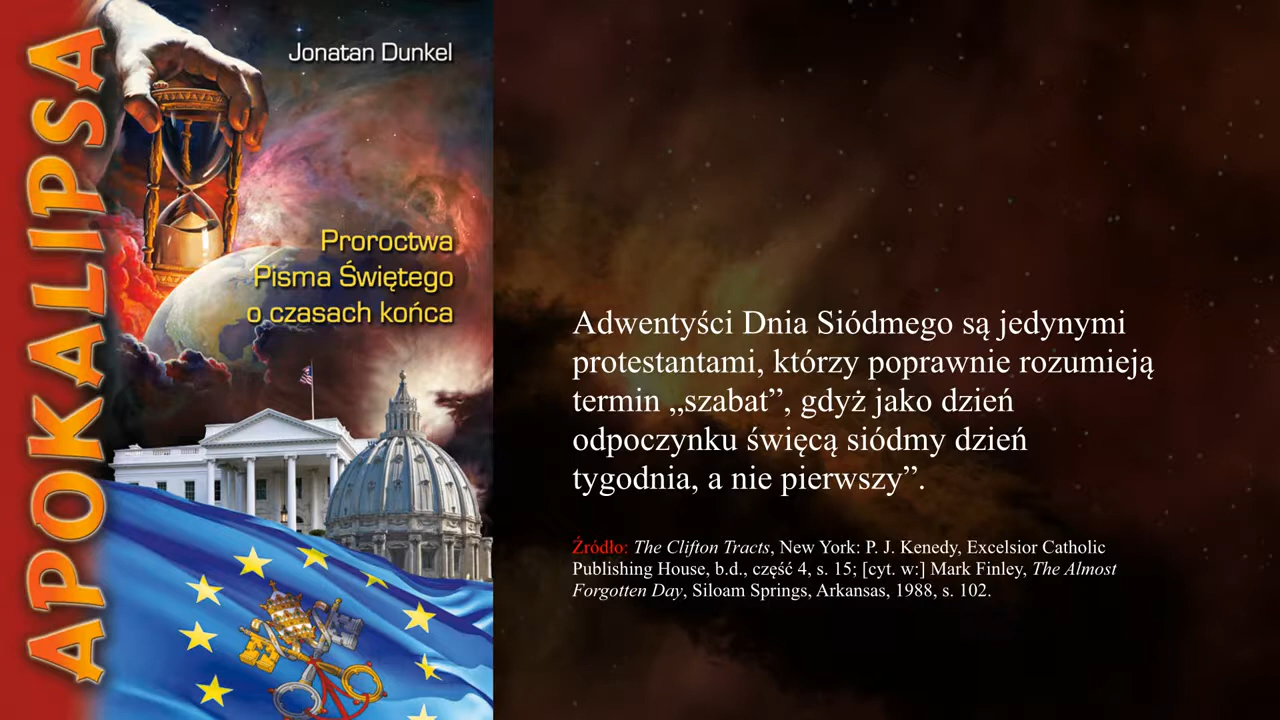 APOKALIPSA
Jonatan Dunkel
Proroctwa
Pisma Świętego
o czasach końca
Adwentyści Dnia Siódmego są jedynymi
protestantami, którzy poprawnie rozumieją
termin „szabat”, gdyż jako dzień
odpoczynku święcą siódmy dzień
tygodnia, a nie pierwszy”.
Źródło: The Clifton Tracts, New York: P. J. Kenedy, Excelsior Catholic
Publishing House, b.d., część 4, s. 15; [cyt. w:] Mark Finley, The Almost
Forgotten Day, Siloam Springs, Arkansas, 1988, s. 102.